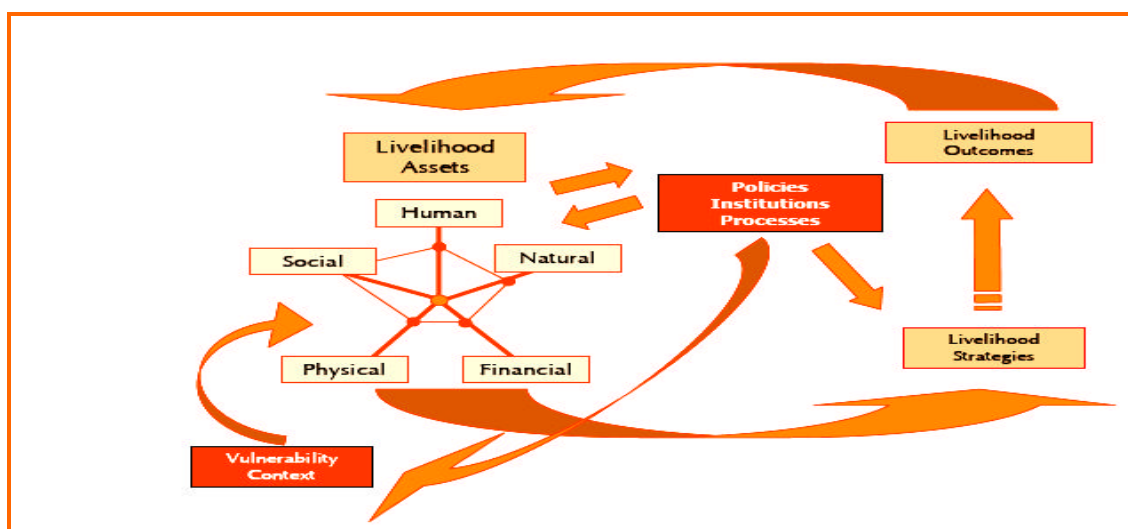 Livelihood
Assets
Livelihood
Outcomes
Policies
Institutions
Processes
Human
Social
Natural
Physical
Financial
Livelihood
Strategies
Vulnerability
Context